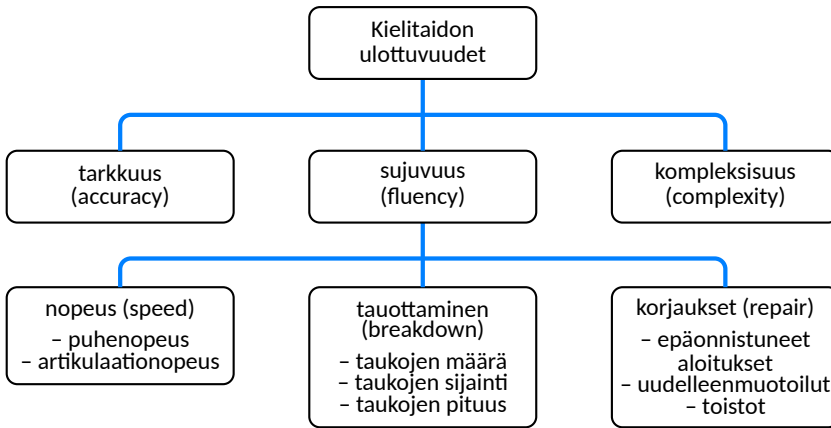 Kielitaidon
ulottuvuudet
tarkkuus
(accuracy)
sujuvuus
(fluency)
kompleksisuus
(complexity)
nopeus (speed)
– puhenopeus
– artikulaationopeus
tauottaminen
(breakdown)
– taukojen määrä
– taukojen sijainti
– taukojen pituus
korjaukset (repair)
– epäonnistuneet
aloitukset
– uudelleenmuotoilut
– toistot